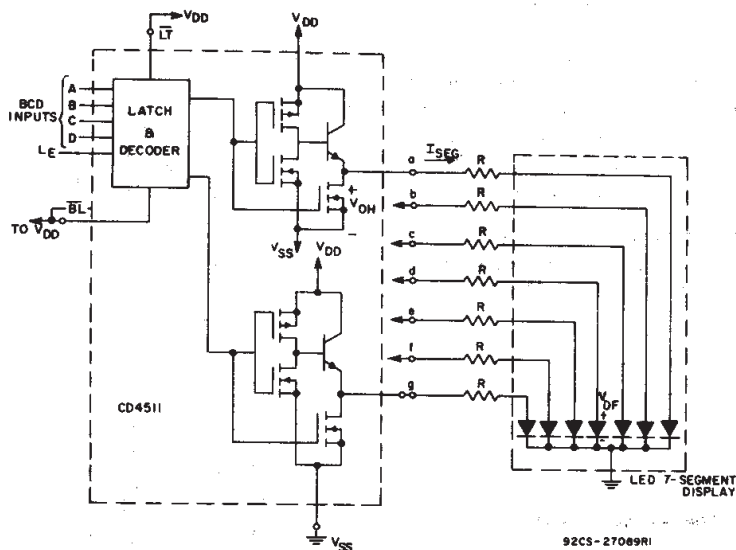 VDD
LT
VDD
BCD
INPUTS
A
B
C
D
LE
LATCH
&
DECODER
BL
TO VDD
+
VOH
-
VSS
VDD
CD4511
VSS
a
ISEG
R
b
R
c
R
d
R
e
R
f
R
g
R
VDF
+
-
LED 7-SEGMENT
DISPLAY
92CS-27089R1